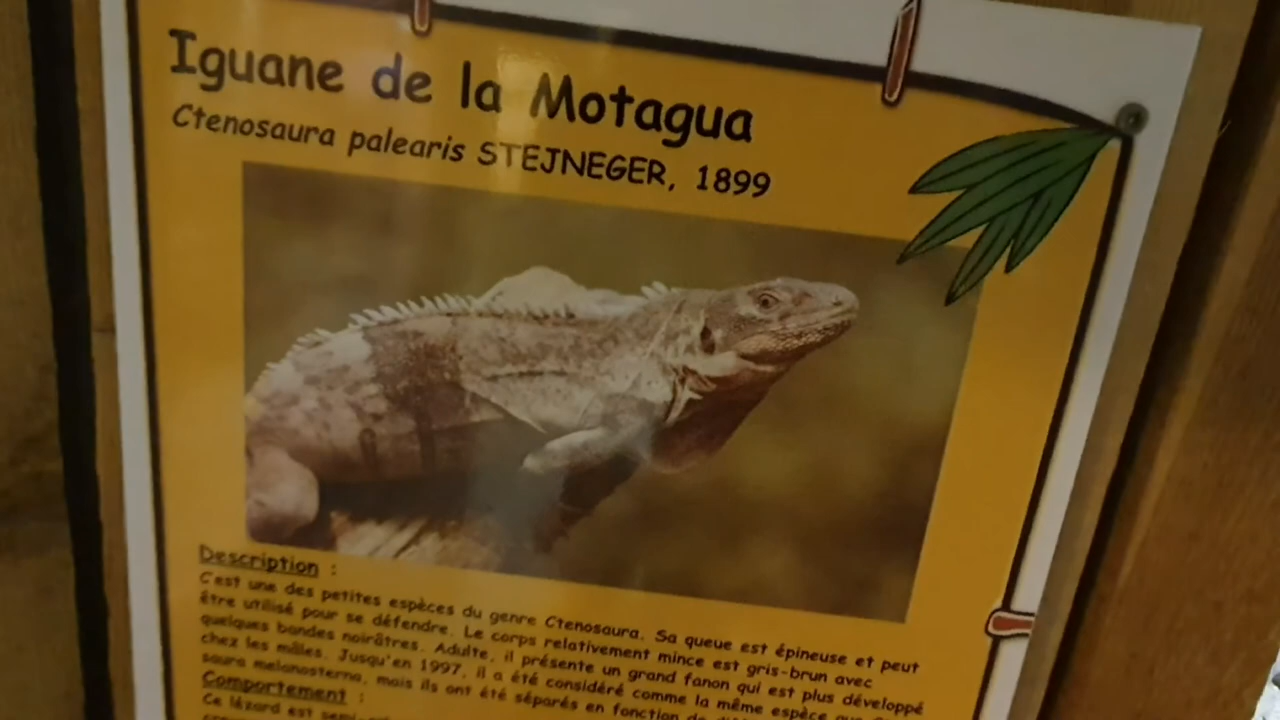 Iguane de la Motagua
Ctenosaura palearis STEJNEGER, 1899
Description :
C'est une des petites espèces du genre Ctenosaura. Sa queue est épineuse et peut
être utilisé pour se défendre. Le corps relativement mince est gris-brun avec
quelques bandes noirâtres. Adulte, il présente un grand fanon qui est plus développé
chez les mâles. Jusqu'en 1997, il a été considéré comme la même espèce que
saura melanosterna, mais ils ont été séparés en fonction de
Comportement :
Ce lézard est